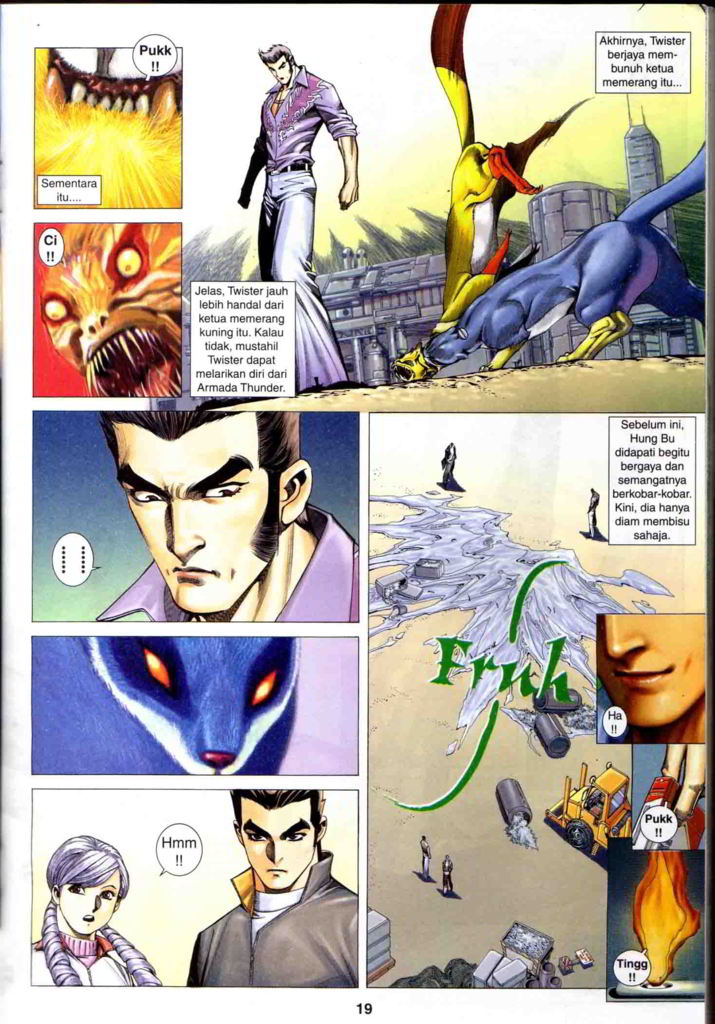 Pukk
!!
Sementara
itu....
Akhirnya, Twister
berjaya mem-
bunuh ketua
memerang itu...
Ci
!!
Jelas, Twister jauh
lebih handal dari
ketua memerang
kuning itu. Kalau
tidak, mustahil
Twister dapat
melarikan diri dari
Armada Thunder.
Sebelum ini,
Hung Bu
didapati begitu
bergaya dan
semangatnya
berkobar-kobar.
Kini, dia hanya
diam membisu
sahaja.
Fruh
Ha
!!
Hmm
!!
Pukk
!!
Tingg
!!
19